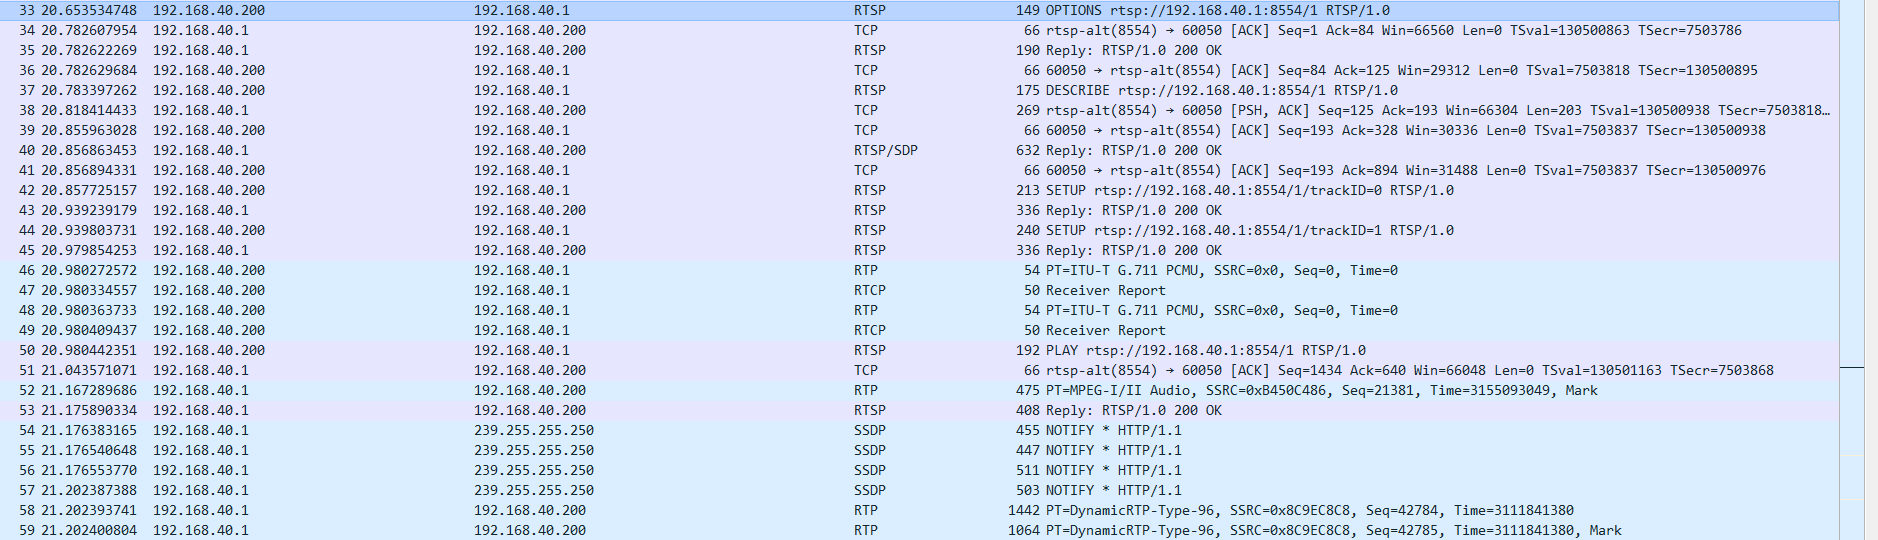 33 20.653534748 192.168.40.200 192.168.40.1 RTSP 149 OPTIONS rtsp://192.168.40.1:8554/1 RTSP/1.0
34 20.782607954 192.168.40.1 192.168.40.200 TCP 66 rtsp-alt(8554) → 60050 [ACK] Seq=1 Ack=84 Win=66560 Len=0 TSval=130500863 TSecr=7503786
35 20.782622269 192.168.40.1 192.168.40.200 RTSP 190 Reply: RTSP/1.0 200 OK
36 20.782629684 192.168.40.200 192.168.40.1 TCP 66 60050 → rtsp-alt(8554) [ACK] Seq=84 Ack=125 Win=29312 Len=0 TSval=7503818 TSecr=130500895
37 20.783397262 192.168.40.200 192.168.40.1 RTSP 175 DESCRIBE rtsp://192.168.40.1:8554/1 RTSP/1.0
38 20.818414433 192.168.40.1 192.168.40.200 TCP 269 rtsp-alt(8554) → 60050 [PSH, ACK] Seq=125 Ack=193 Win=66304 Len=203 TSval=130500938 TSecr=7503818…
39 20.855963028 192.168.40.200 192.168.40.1 TCP 66 60050 → rtsp-alt(8554) [ACK] Seq=193 Ack=328 Win=30336 Len=0 TSval=7503837 TSecr=130500938
40 20.856863453 192.168.40.1 192.168.40.200 RTSP/SDP 632 Reply: RTSP/1.0 200 OK
41 20.856894331 192.168.40.200 192.168.40.1 TCP 66 60050 → rtsp-alt(8554) [ACK] Seq=193 Ack=894 Win=31488 Len=0 TSval=7503837 TSecr=130500976
42 20.857725157 192.168.40.200 192.168.40.1 RTSP 213 SETUP rtsp://192.168.40.1:8554/1/trackID=0 RTSP/1.0
43 20.939239179 192.168.40.1 192.168.40.200 RTSP 336 Reply: RTSP/1.0 200 OK
44 20.939803731 192.168.40.200 192.168.40.1 RTSP 240 SETUP rtsp://192.168.40.1:8554/1/trackID=1 RTSP/1.0
45 20.979854253 192.168.40.1 192.168.40.200 RTSP 336 Reply: RTSP/1.0 200 OK
46 20.980272572 192.168.40.200 192.168.40.1 RTP 54 PT=ITU-T G.711 PCMU, SSRC=0x0, Seq=0, Time=0
47 20.980334557 192.168.40.200 192.168.40.1 RTCP 50 Receiver Report
48 20.980363733 192.168.40.200 192.168.40.1 RTP 54 PT=ITU-T G.711 PCMU, SSRC=0x0, Seq=0, Time=0
49 20.980409437 192.168.40.200 192.168.40.1 RTCP 50 Receiver Report
50 20.980442351 192.168.40.200 192.168.40.1 RTSP 192 PLAY rtsp://192.168.40.1:8554/1 RTSP/1.0
51 21.043571071 192.168.40.1 192.168.40.200 TCP 66 rtsp-alt(8554) → 60050 [ACK] Seq=1434 Ack=640 Win=66048 Len=0 TSval=130501163 TSecr=7503868
52 21.167289686 192.168.40.1 192.168.40.200 RTP 475 PT=MPEG-I/II Audio, SSRC=0xB450C486, Seq=21381, Time=3155093049, Mark
53 21.175890334 192.168.40.1 192.168.40.200 RTSP 408 Reply: RTSP/1.0 200 OK
54 21.176383165 192.168.40.1 239.255.255.250 SSDP 455 NOTIFY * HTTP/1.1
55 21.176540648 192.168.40.1 239.255.255.250 SSDP 447 NOTIFY * HTTP/1.1
56 21.176553770 192.168.40.1 239.255.255.250 SSDP 511 NOTIFY * HTTP/1.1
57 21.202387388 192.168.40.1 239.255.255.250 SSDP 503 NOTIFY * HTTP/1.1
58 21.202393741 192.168.40.1 192.168.40.200 RTP 1442 PT=DynamicRTP-Type-96, SSRC=0x8C9EC8C8, Seq=42784, Time=3111841380
59 21.202400804 192.168.40.1 192.168.40.200 RTP 1064 PT=DynamicRTP-Type-96, SSRC=0x8C9EC8C8, Seq=42785, Time=3111841380, Mark